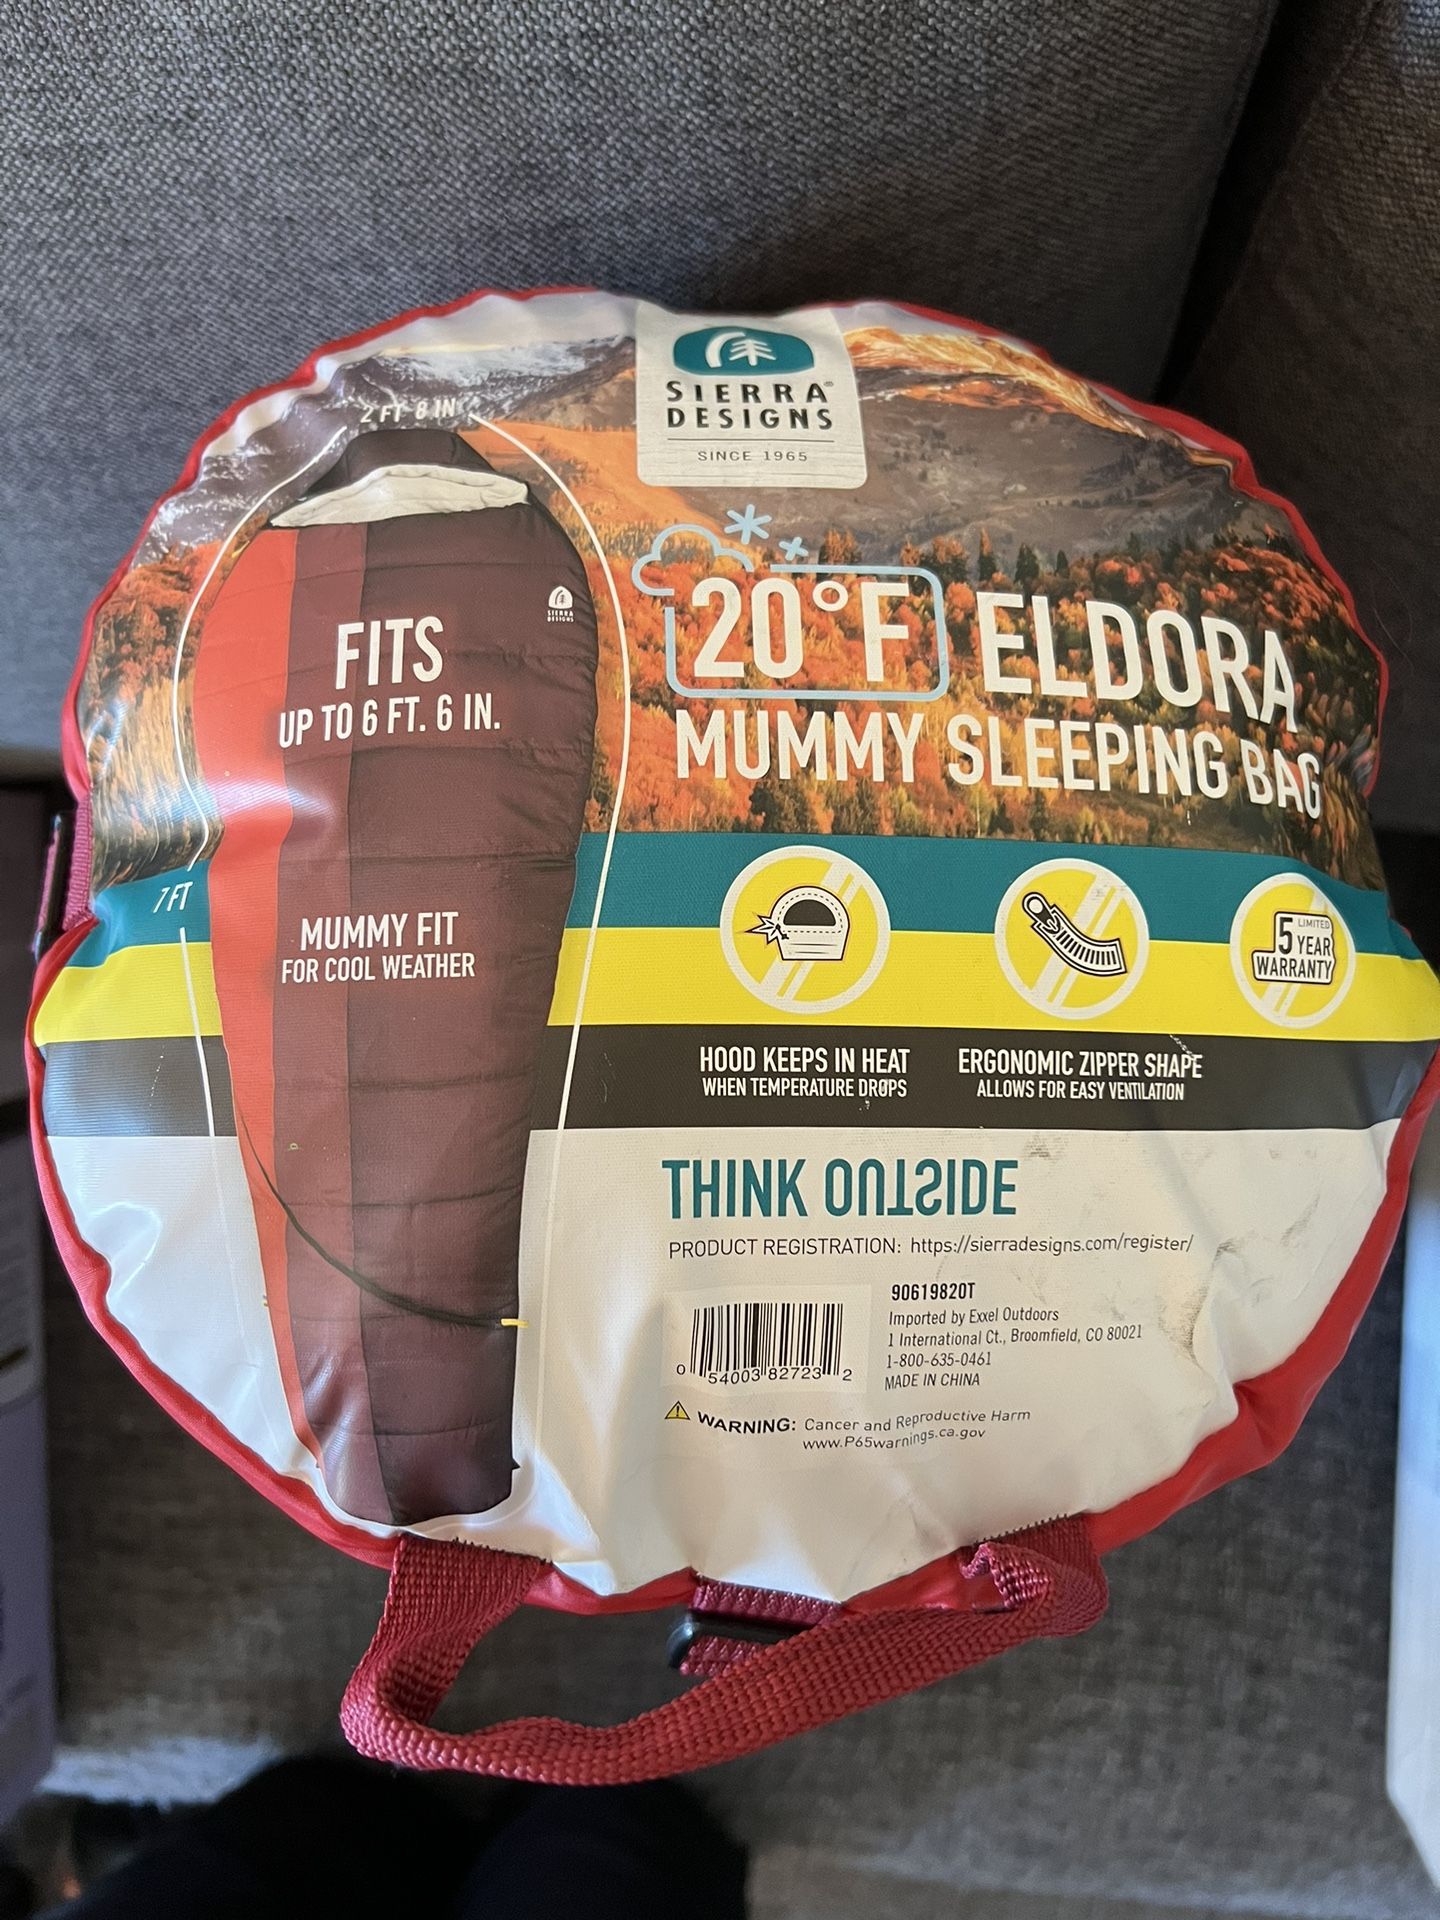 SIERRA®
DESIGNS
SINCE 1965
2 FT 8 IN
7 FT
SIERRA
DESIGNS
FITS
UP TO 6 FT. 6 IN.
MUMMY FIT
FOR COOL WEATHER
20°F ELDORA
MUMMY SLEEPING BAG
5 LIMITED
YEAR
WARRANTY
HOOD KEEPS IN HEAT
WHEN TEMPERATURE DROPS
ERGONOMIC ZIPPER SHAPE
ALLOWS FOR EASY VENTILATION
THINK OUTSIDE
PRODUCT REGISTRATION: https://sierradesigns.com/register/
90619820T
Imported by Exxel Outdoors
1 International Ct., Broomfield, CO 80021
1-800-635-0461
MADE IN CHINA
0 54003 82723 2
WARNING: Cancer and Reproductive Harm
www.P65warnings.ca.gov